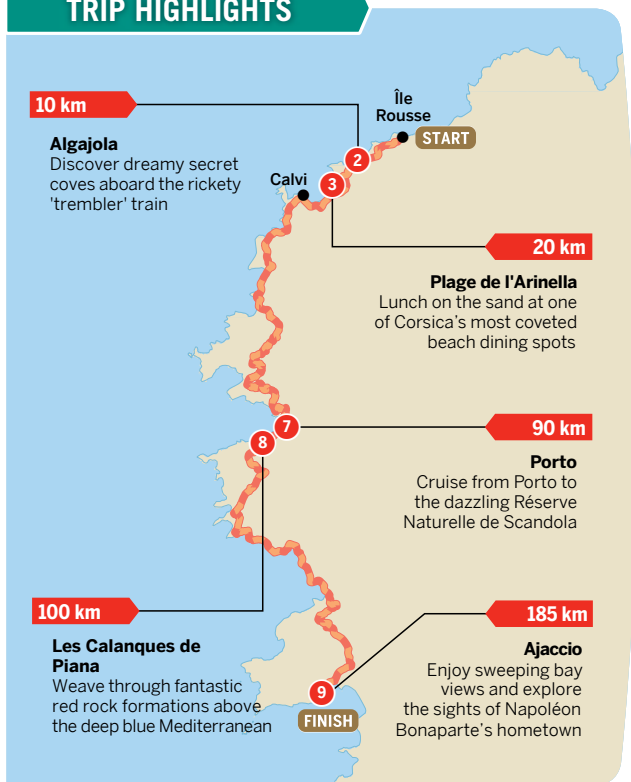 TRIP HIGHLIGHTS
10 km
Algajola
Discover dreamy secret
coves aboard the rickety
'trembler' train
Île
Rousse
START
2
Calvi
3
20 km
Plage de l'Arinella
Lunch on the sand at one
of Corsica’s most coveted
beach dining spots
7
8
90 km
Porto
Cruise from Porto to
the dazzling Réserve
Naturelle de Scandola
100 km
Les Calanques de
Piana
Weave through fantastic
red rock formations above
the deep blue Mediterranean
185 km
Ajaccio
Enjoy sweeping bay
views and explore
the sights of Napoléon
Bonaparte’s hometown
9
FINISH